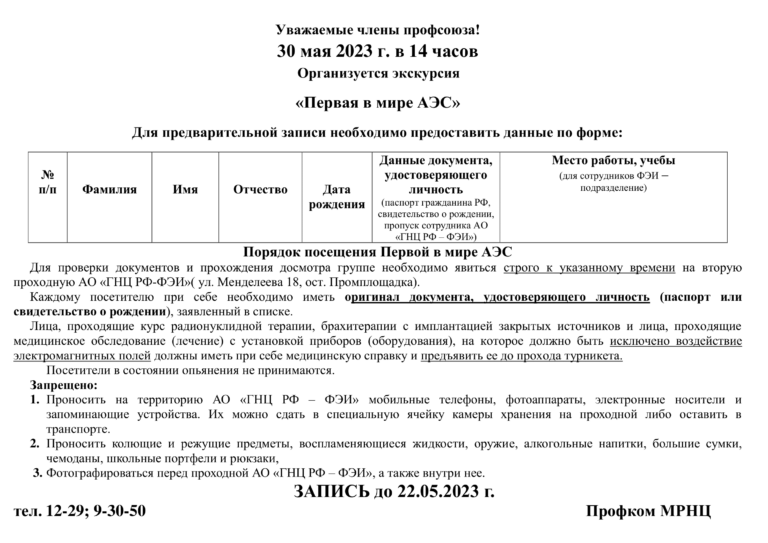 Уважаемые члены профсоюза!
30 мая 2023 г. в 14 часов
Организуется экскурсия
«Первая в мире АЭС»
Для предварительной записи необходимо предоставить данные по форме:
№ п/п
Фамилия
Имя
Отчество
Дата рождения
Данные документа,
удостоверяющего
личность
(паспорт гражданина РФ,
свидетельство о рождении,
пропуск сотрудника АО
«ГНЦ РФ – ФЭИ»)
Место работы, учебы
(для сотрудников ФЭИ –
подразделение)
Порядок посещения Первой в мире АЭС
Для проверки документов и прохождения досмотра группе необходимо явиться строго к указанному времени на вторую
проходную АО «ГНЦ РФ-ФЭИ»( ул. Менделеева 18, ост. Промплощадка).
Каждому посетителю при себе необходимо иметь оригинал документа, удостоверяющего личность (паспорт или
свидетельство о рождении), заявленный в списке.
Лица, проходящие курс радионуклидной терапии, брахитерапии с имплантацией закрытых источников и лица, проходящие
медицинское обследование (лечение) с установкой приборов (оборудования), на которое должно быть исключено воздействие
электромагнитных полей должны иметь при себе медицинскую справку и предъявить ее до прохода турникета.
Посетители в состоянии опьянения не принимаются.
Запрещено:
1. Проносить на территорию АО «ГНЦ РФ – ФЭИ» мобильные телефоны, фотоаппараты, электронные носители и
запоминающие устройства. Их можно сдать в специальную ячейку камеры хранения на проходной либо оставить в
транспорте.
2. Проносить колющие и режущие предметы, воспламеняющиеся жидкости, оружие, алкогольные напитки, большие сумки,
чемоданы, школьные портфели и рюкзаки,
3. Фотографироваться перед проходной АО «ГНЦ РФ – ФЭИ», а также внутри нее.
ЗАПИСЬ до 22.05.2023 г.
тел. 12-29; 9-30-50 Профком МРНЦ